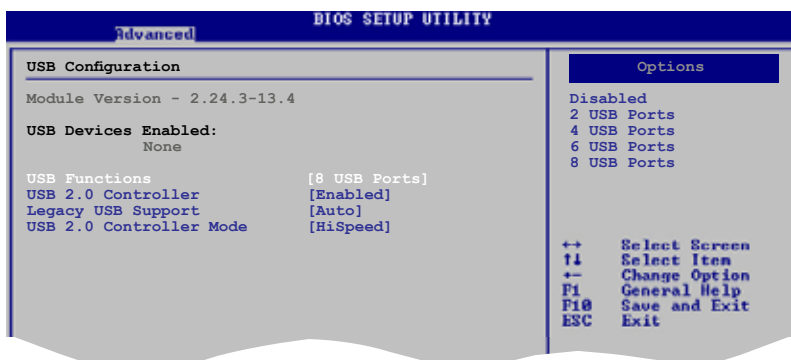 BIOS SETUP UTILITY
Advanced
USB Configuration
Module Version - 2.24.3-13.4
USB Devices Enabled:
None
USB Functions [8 USB Ports]
USB 2.0 Controller [Enabled]
Legacy USB Support [Auto]
USB 2.0 Controller Mode [HiSpeed]
Options
Disabled
2 USB Ports
4 USB Ports
6 USB Ports
8 USB Ports
↔ Select Screen
↑↓ Select Item
+- Change Option
F1 General Help
F10 Save and Exit
ESC Exit